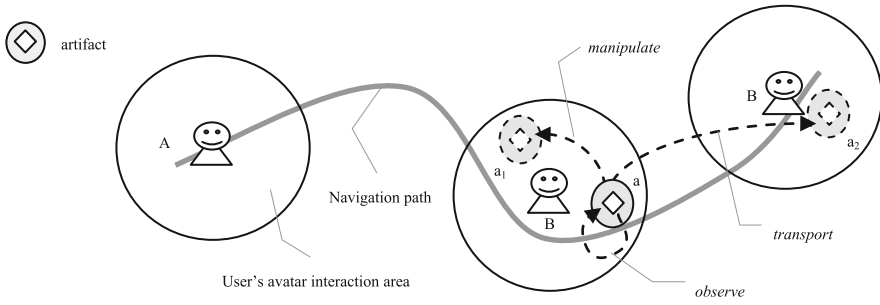 artifact
manipulate
B
A
a₁
a
a₂
Navigation path
B
transport
User's avatar interaction area
observe